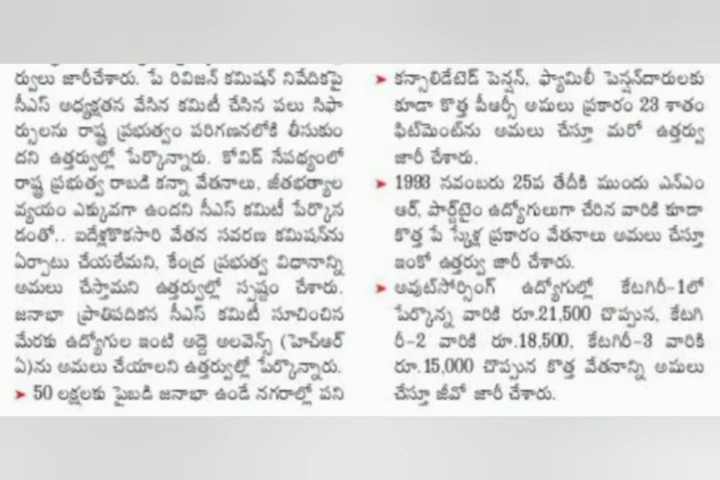 ర్వులు జారీచేశారు. పే రివిజన్ కమిషన్ నివేదికపై
సీఎస్ అధ్యక్షతన వేసిన కమిటీ చేసిన పలు సిఫా
ర్సులను రాష్ట్ర ప్రభుత్వం పరిగణనలోకి తీసుకుం
దని ఉత్తర్వుల్లో పేర్కొన్నారు. కోవిడ్ నేపథ్యంలో
రాష్ట్ర ప్రభుత్వ రాబడి కన్నా వేతనాలు, జీతభత్యాల
వ్యయం ఎక్కువగా ఉందని సీఎస్ కమిటీ పేర్కొన
డంతో.. ఐదేళ్లకొకసారి వేతన సవరణ కమిషన్‌ను
ఏర్పాటు చేయలేమని, కేంద్ర ప్రభుత్వ విధానాన్ని
అమలు చేస్తామని ఉత్తర్వుల్లో స్పష్టం చేశారు.
జనాభా ప్రాతిపదికన సీఎస్ కమిటీ సూచించిన
మేరకు ఉద్యోగుల ఇంటి అద్దె అలవెన్స్ (హెచ్ఆర్
ఏ)ను అమలు చేయాలని ఉత్తర్వుల్లో పేర్కొన్నారు.
➤ 50 లక్షలకు పైబడి జనాభా ఉండే నగరాల్లో పని
➤ కన్సాలిడేటెడ్ పెన్షన్, ఫ్యామిలీ పెన్షన్‌దారులకు
కూడా కొత్త పీఆర్సీ అమలు ప్రకారం 23 శాతం
ఫిట్‌మెంట్‌ను అమలు చేస్తూ మరో ఉత్తర్వు
జారీ చేశారు.
➤ 1993 నవంబరు 25వ తేదీకి ముందు ఎన్ఎం
ఆర్, పార్ట్‌టైం ఉద్యోగులుగా చేరిన వారికి కూడా
కొత్త పే స్కేళ్ల ప్రకారం వేతనాలు అమలు చేస్తూ
ఇంకో ఉత్తర్వు జారీ చేశారు.
➤ అవుట్‌సోర్సింగ్ ఉద్యోగుల్లో కేటగిరీ-1లో
పేర్కొన్న వారికి రూ.21,500 చొప్పున, కేటగి
రీ-2 వారికి రూ.18,500, కేటగిరీ-3 వారికి
రూ.15,000 చొప్పున కొత్త వేతనాన్ని అమలు
చేస్తూ జీవో జారీ చేశారు.